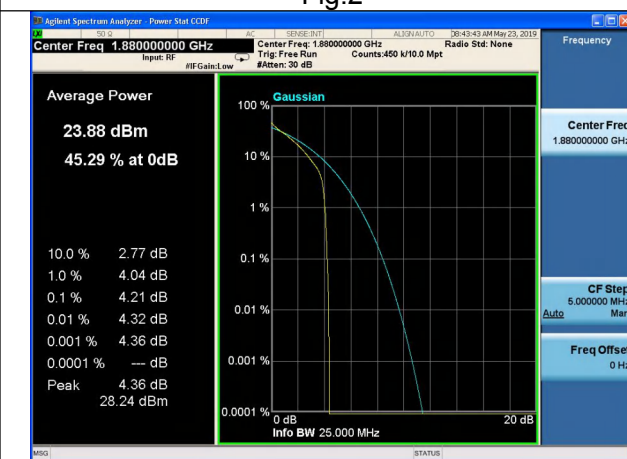 Fig.2
Agilent Spectrum Analyzer - Power Stat CCDF
50 Ω AC SENSE:INT ALIGN AUTO 08:43:43 AM May 23, 2019
Center Freq 1.880000000 GHz
Center Freq: 1.880000000 GHz Radio Std: None
Input: RF Trig: Free Run Counts:450 k/10.0 Mpt
#IFGain:Low #Atten: 30 dB
Frequency
Average Power
23.88 dBm
45.29 % at 0dB
10.0 % 2.77 dB
1.0 % 4.04 dB
0.1 % 4.21 dB
0.01 % 4.32 dB
0.001 % 4.36 dB
0.0001 % --- dB
Peak 4.36 dB
28.24 dBm
Gaussian
100 %
10 %
1 %
0.1 %
0.01 %
0.001 %
0.0001 %
0 dB 20 dB
Info BW 25.000 MHz
Center Freq
1.880000000 GHz
CF Step
5.000000 MHz
Auto Man
Freq Offset
0 Hz
MSG STATUS